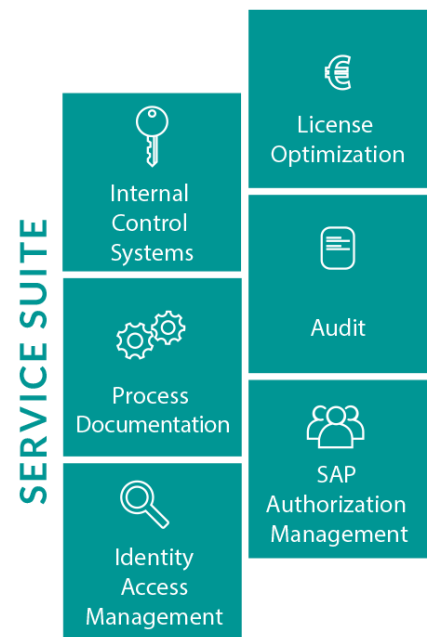 SERVICE SUITE
Internal
Control
Systems
Process
Documentation
Identity
Access
Management
€
License
Optimization
Audit
SAP
Authorization
Management